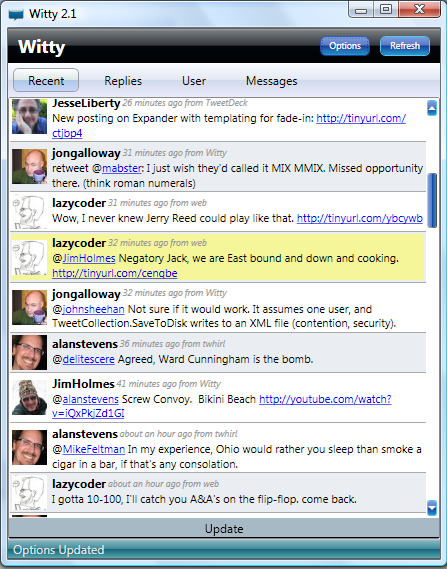 Witty 2.1
Witty
Options
Refresh
Recent
Replies
User
Messages
JesseLiberty 26 minutes ago from TweetDeck
New posting on Expander with templating for fade-in: http://tinyurl.com/
ctjbp4
jongalloway 31 minutes ago from Witty
retweet @mabster: I just wish they'd called it MIX MMIX. Missed opportunity
there. (think roman numerals)
lazycoder 31 minutes ago from web
Wow, I never knew Jerry Reed could play like that. http://tinyurl.com/ybcywb
lazycoder 32 minutes ago from web
@JimHolmes Negatory Jack, we are East bound and down and cooking.
http://tinyurl.com/cenqbe
jongalloway 32 minutes ago from Witty
@johnsheehan Not sure if it would work. It assumes one user, and
TweetCollection.SaveToDisk writes to an XML file (contention, security).
alanstevens 36 minutes ago from twhirl
@delitescere Agreed, Ward Cunningham is the bomb.
JimHolmes 41 minutes ago from Witty
@alanstevens Screw Convoy.  Bikini Beach http://youtube.com/watch?
v=iQxPkjZd1GI
alanstevens about an hour ago from twhirl
@MikeFeltman In my experience, Ohio would rather you sleep than smoke a
cigar in a bar, if that's any consolation.
lazycoder about an hour ago from web
I gotta 10-100, I'll catch you A&A's on the flip-flop. come back.
Update
Options Updated